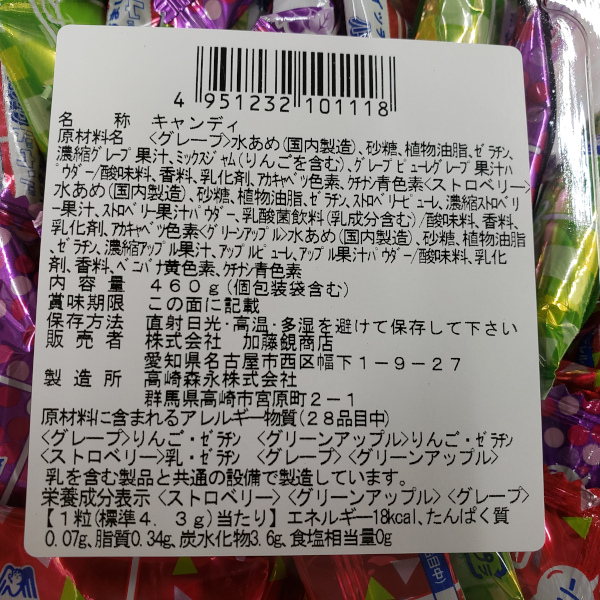 4 951232 101118
名　　称　キャンディ
原材料名　〈グレープ〉水あめ(国内製造)、砂糖、植物油脂、ゼラチン、
濃縮グレープ果汁、ミックスジャム(りんごを含む)、グレープピューレグレープ果汁パ
ウダー/酸味料、香料、乳化剤、アカキャベツ色素、クチナシ青色素〈ストロベリー〉
水あめ(国内製造)、砂糖、植物油脂、ゼラチン、ストロベリーピューレ、濃縮ストロベリ
ー果汁、ストロベリー果汁パウダー、乳酸菌飲料(乳成分含む)/酸味料、香料、
乳化剤、アカキャベツ色素〈グリーンアップル〉水あめ(国内製造)、砂糖、植物油脂
、ゼラチン、濃縮アップル果汁、アップルピューレ、アップル果汁パウダー/酸味料、乳化
剤、香料、ベニバナ黄色素、クチナシ青色素
内 容 量　４６０ｇ(個包装袋含む)
賞味期限　この面に記載
保存方法　直射日光・高温・多湿を避けて保存して下さい
販 売 者　株式会社　加藤鋧商店
愛知県名古屋市西区幅下１－９－２７
製 造 所　高崎森永株式会社
群馬県高崎市宮原町２－１
原材料に含まれるアレルギー物質(２８品目中)
〈グレープ〉りんご・ゼラチン　〈グリーンアップル〉りんご・ゼラチン
〈ストロベリー〉乳・ゼラチン　〈グレープ〉〈グリーンアップル〉
乳を含む製品と共通の設備で製造しています。
栄養成分表示 〈ストロベリー〉〈グリーンアップル〉〈グレープ〉
【１粒(標準４．３ｇ)当たり】エネルギー18kcal、たんぱく質
0.07g、脂質0.34g、炭水化物3.6g、食塩相当量0g